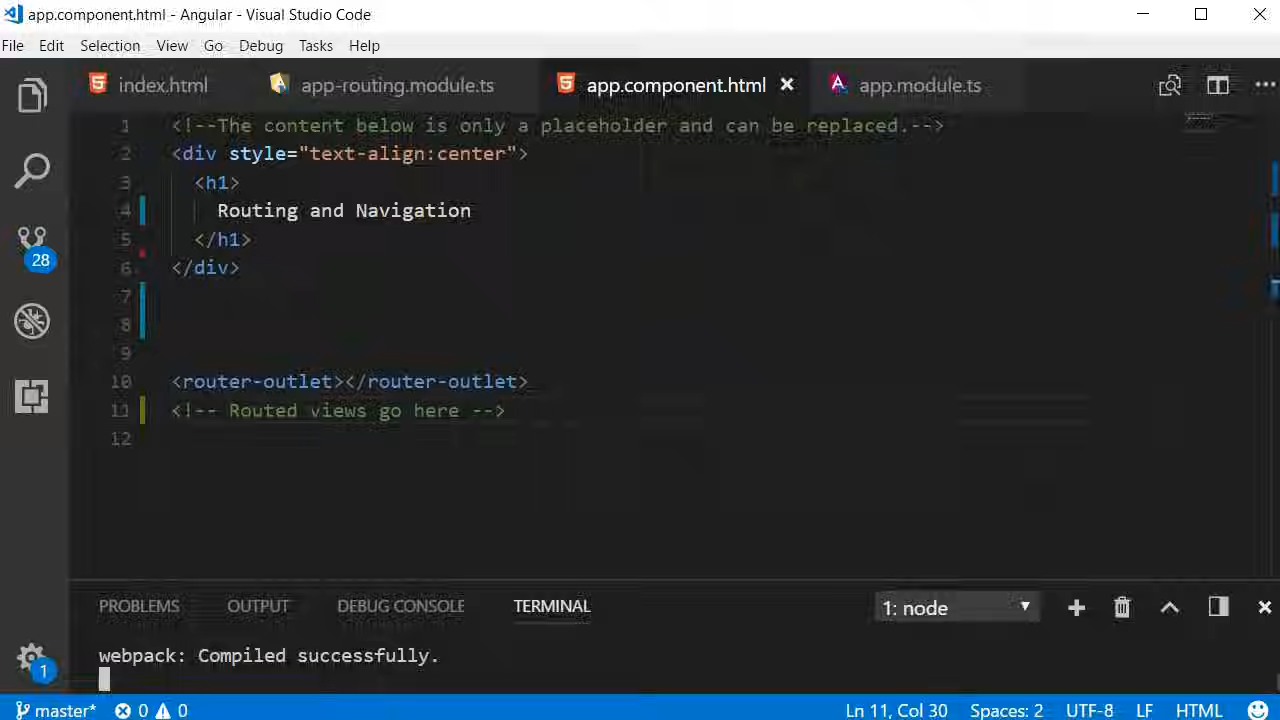 app.component.html - Angular - Visual Studio Code
File Edit Selection View Go Debug Tasks Help
index.html app-routing.module.ts app.component.html app.module.ts
1 <!--The content below is only a placeholder and can be replaced.-->
2 <div style="text-align:center">
3 <h1>
4 Routing and Navigation
5 </h1>
6 </div>
7
8
9
10 <router-outlet></router-outlet>
11 <!-- Routed views go here -->
12
28
PROBLEMS OUTPUT DEBUG CONSOLE TERMINAL 1: node
webpack: Compiled successfully.
1
master* 0 0 Ln 11, Col 30 Spaces: 2 UTF-8 LF HTML